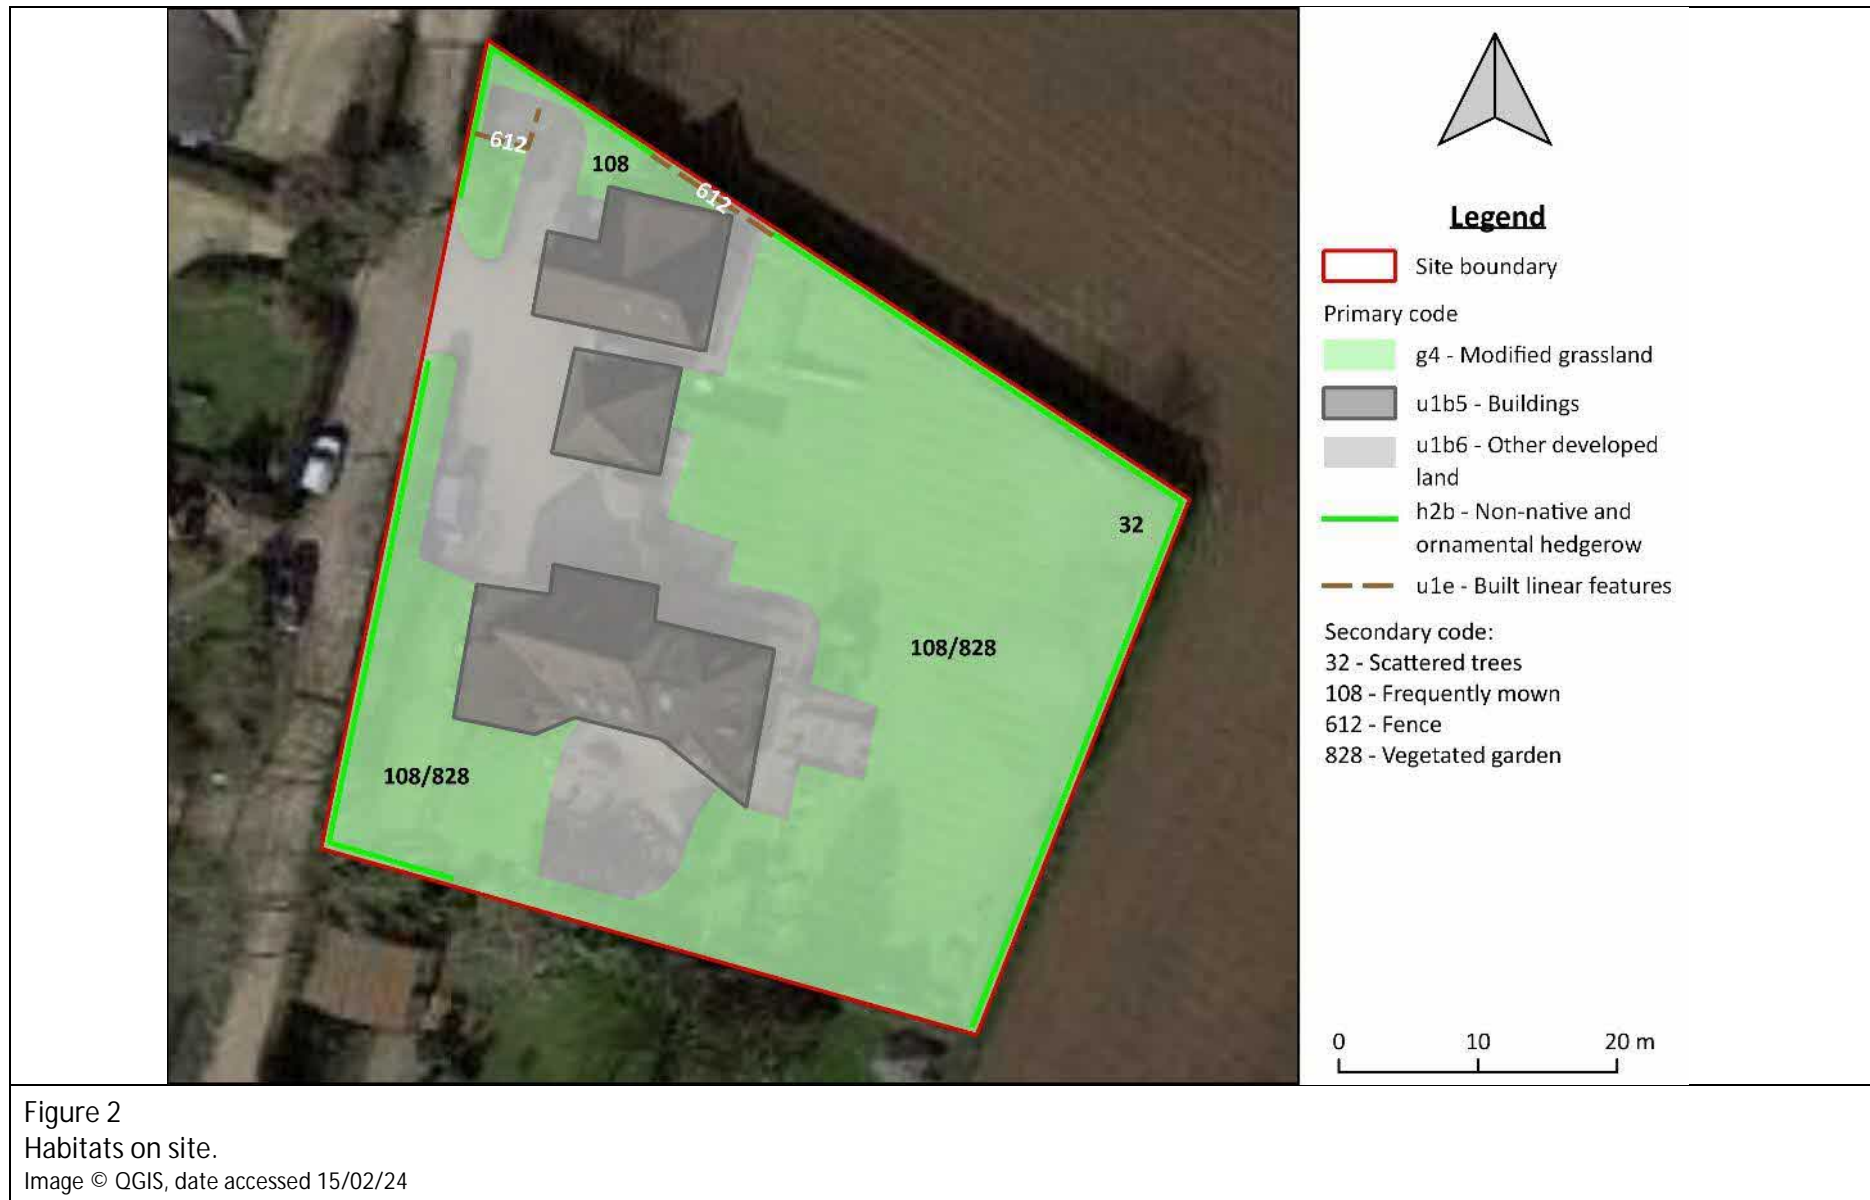 612
108
612
32
108/828
108/828
Legend
Site boundary
Primary code
g4 - Modified grassland
u1b5 - Buildings
u1b6 - Other developed
land
h2b - Non-native and
ornamental hedgerow
u1e - Built linear features
Secondary code:
32 - Scattered trees
108 - Frequently mown
612 - Fence
828 - Vegetated garden
0 10 20 m
Figure 2
Habitats on site.
Image © QGIS, date accessed 15/02/24